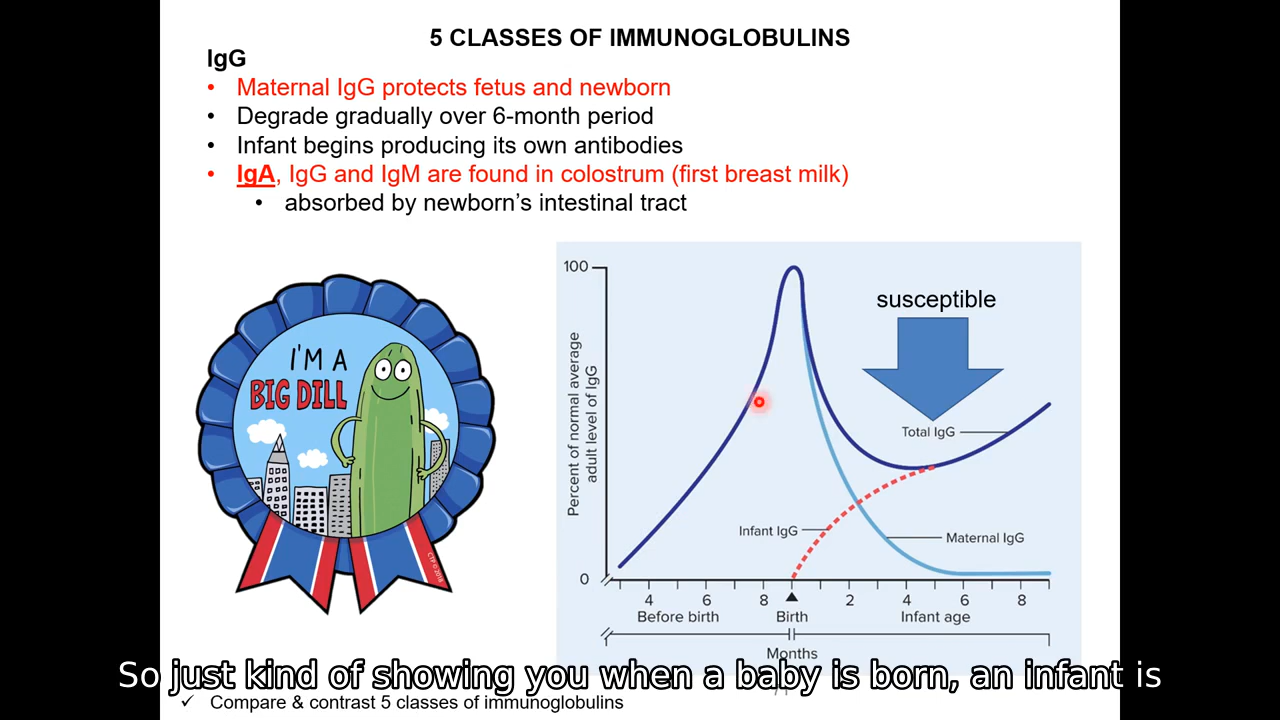 5 CLASSES OF IMMUNOGLOBULINS
IgG
• Maternal IgG protects fetus and newborn
• Degrade gradually over 6-month period
• Infant begins producing its own antibodies
• IgA, IgG and IgM are found in colostrum (first breast milk)
• absorbed by newborn's intestinal tract
I'M A
BIG DILL
CTP © 2018
100
susceptible
Percent of normal average
adult level of IgG
Total IgG
Infant IgG
Maternal IgG
0
4 6 8 2 4 6 8
Before birth Birth Infant age
Months
So just kind of showing you when a baby is born, an infant is
✓ Compare & contrast 5 classes of immunoglobulins